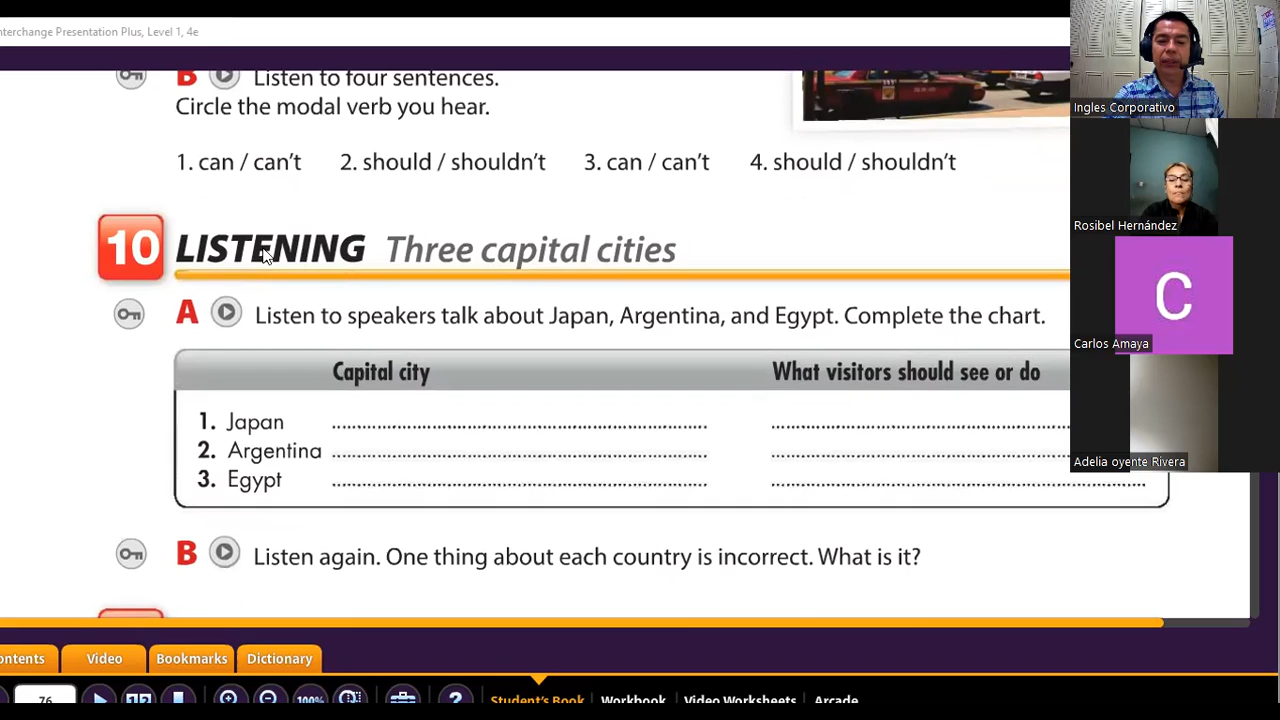 nterchange Presentation Plus, Level 1, 4e
B Listen to four sentences.
Circle the modal verb you hear.
1. can / can't 2. should / shouldn't 3. can / can't 4. should / shouldn't
10 LISTENING Three capital cities
A Listen to speakers talk about Japan, Argentina, and Egypt. Complete the chart.
Capital city What visitors should see or do
1. Japan
2. Argentina
3. Egypt
B Listen again. One thing about each country is incorrect. What is it?
ontents Video Bookmarks Dictionary
76 1 2 100% ? Student's Book Workbook Video Worksheets Arcade
Ingles Corporativo
Rosibel Hernández
C
Carlos Amaya
Adelia oyente Rivera